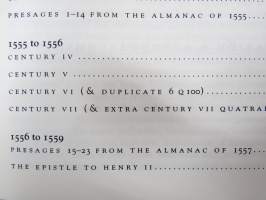 PRESAGES 1–14 FROM THE ALMANAC OF 1555......
1555 to 1556
CENTURY IV................................................
CENTURY V.................................................
CENTURY VI (& DUPLICATE 6 Q100)....................
CENTURY VII (& EXTRA CENTURY VII QUATRA
1556 to 1559
PRESAGES 15–23 FROM THE ALMANAC OF 1557.......
THE EPISTLE TO HENRY II..............................